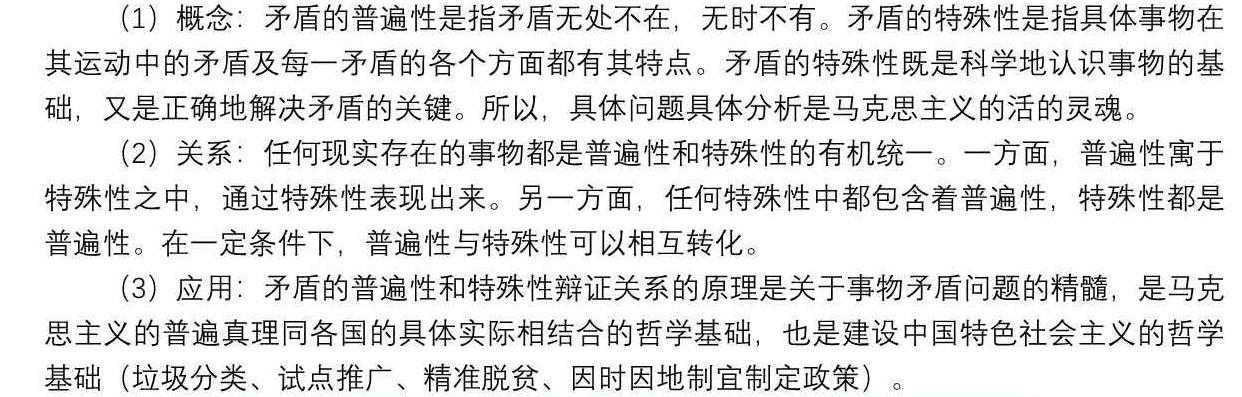 （1）概念：矛盾的普遍性是指矛盾无处不在，无时不有。矛盾的特殊性是指具体事物在
其运动中的矛盾及每一矛盾的各个方面都有其特点。矛盾的特殊性既是科学地认识事物的基
础，又是正确地解决矛盾的关键。所以，具体问题具体分析是马克思主义的活的灵魂。
（2）关系：任何现实存在的事物都是普遍性和特殊性的有机统一。一方面，普遍性寓于
特殊性之中，通过特殊性表现出来。另一方面，任何特殊性中都包含着普遍性，特殊性都是
普遍性。在一定条件下，普遍性与特殊性可以相互转化。
（3）应用：矛盾的普遍性和特殊性辩证关系的原理是关于事物矛盾问题的精髓，是马克
思主义的普遍真理同各国的具体实际相结合的哲学基础，也是建设中国特色社会主义的哲学
基础（垃圾分类、试点推广、精准脱贫、因时因地制宜制定政策）。